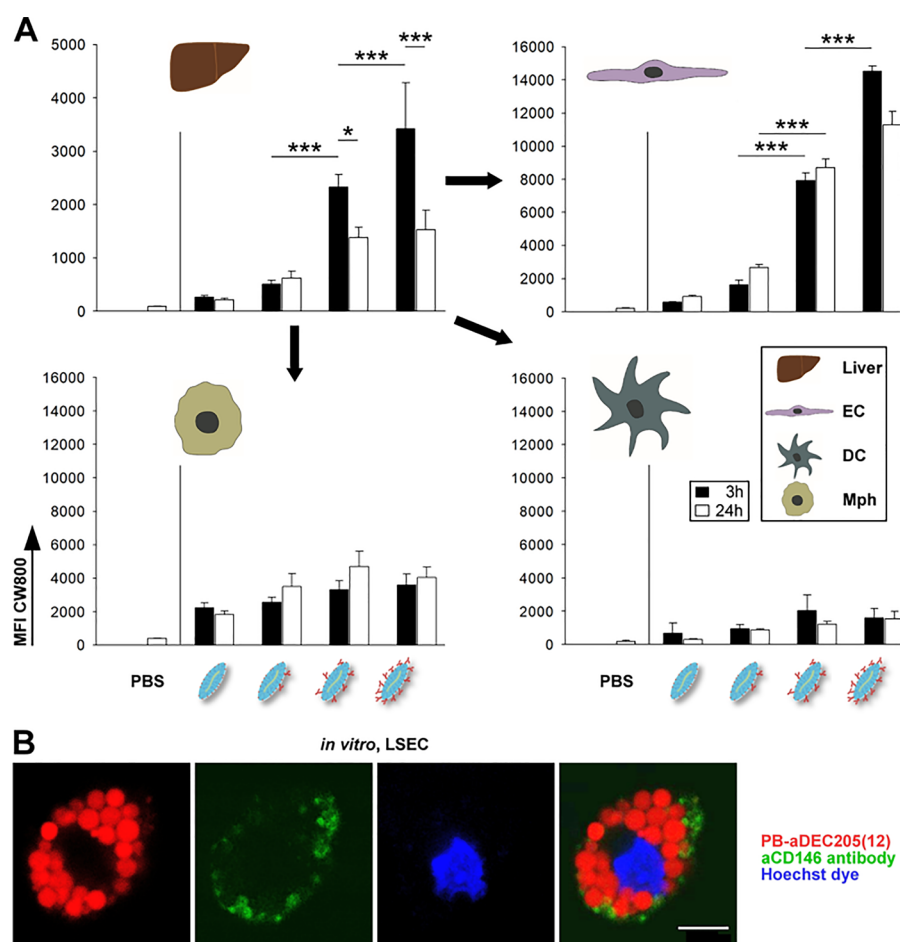 A
5000
4000
3000
2000
1000
0
***
*
***
***
16000
14000
12000
10000
8000
6000
4000
2000
0
***
***
***
16000
14000
12000
10000
8000
6000
4000
2000
0
MFI CW800
PBS
16000
14000
12000
10000
8000
6000
4000
2000
0
PBS
3h
24h
Liver
EC
DC
Mph
B
in vitro, LSEC
PB-aDEC205(12)
aCD146 antibody
Hoechst dye